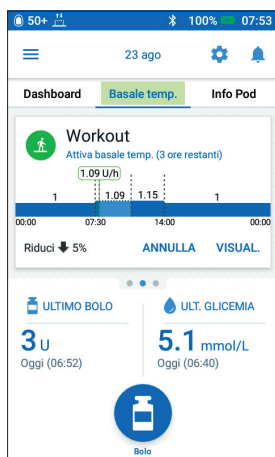 50+ 100% 07:53
23 ago
Dashboard Basale temp. Info Pod
Workout
Attiva basale temp. (3 ore restanti)
1.09 U/h
1 1.09 1.15 1
00:00 07:30 14:00 00:00
Riduci 5% ANNULLA VISUAL.
ULTIMO BOLO ULT. GLICEMIA
3 U 5.1 mmol/L
Oggi (06:52) Oggi (06:40)
Bolo